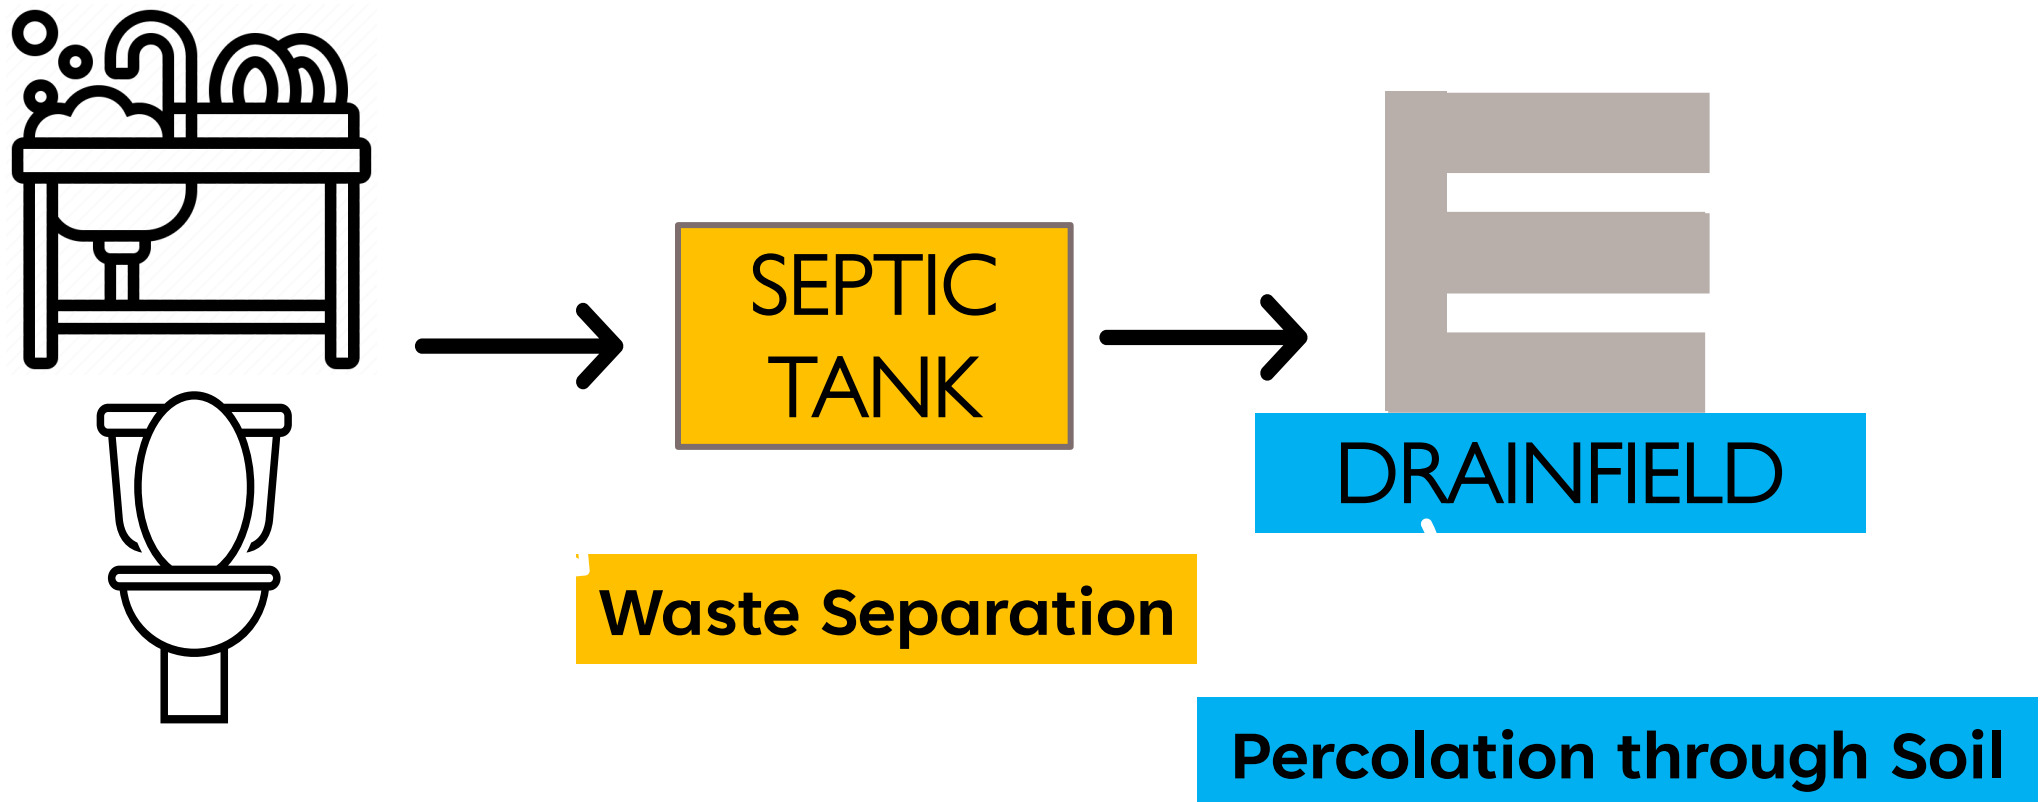 SEPTIC
TANK
DRAINFIELD
Waste Separation
Percolation through Soil